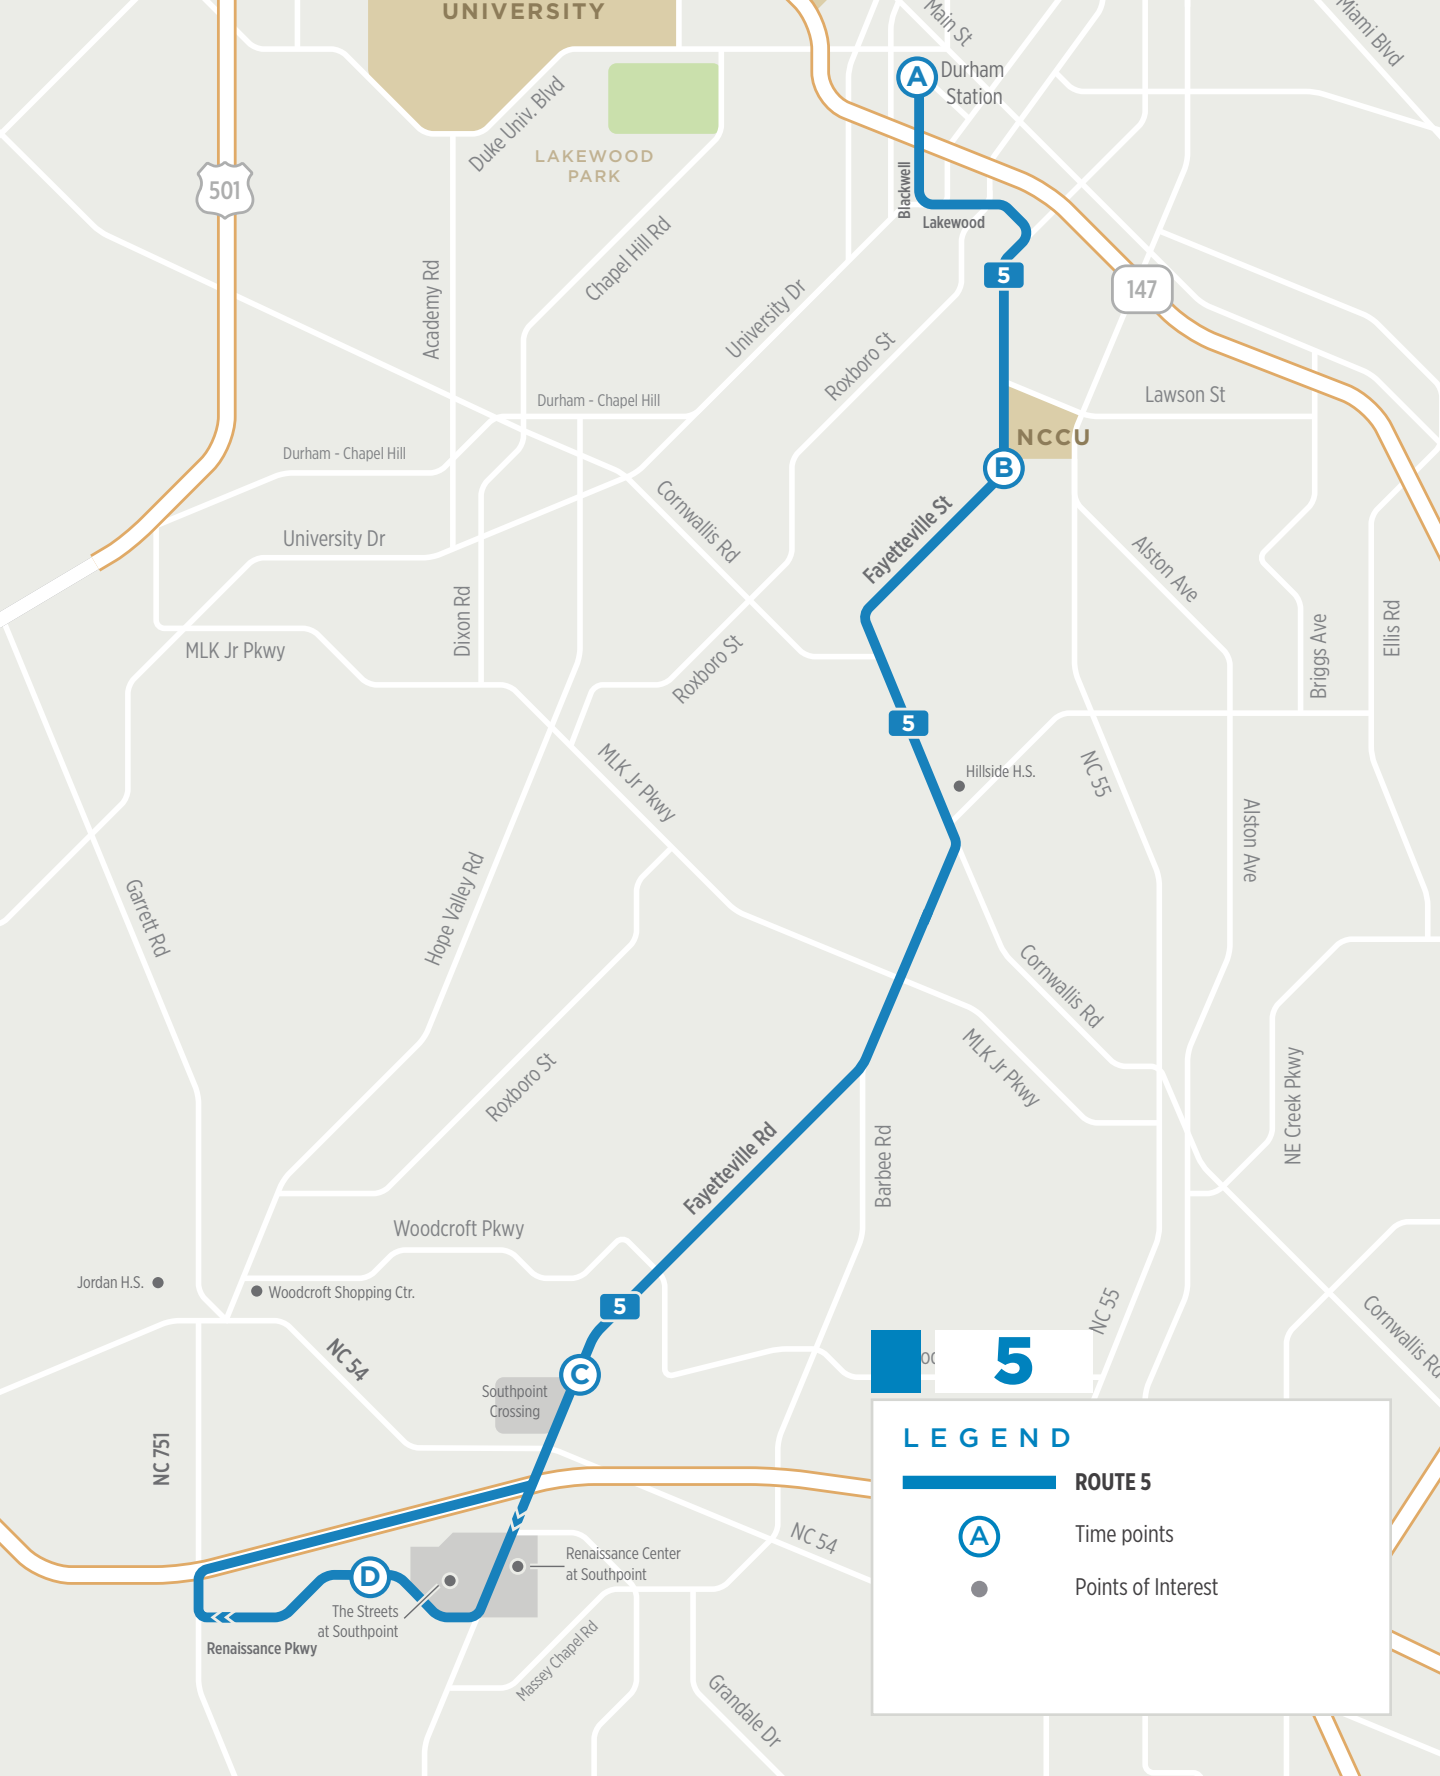 UNIVERSITY
Main St
Miami Blvd
A
Durham
Station
Duke Univ. Blvd
LAKEWOOD
PARK
501
Blackwell
Lakewood
Chapel Hill Rd
5
147
Academy Rd
University Dr
Roxboro St
Lawson St
Durham - Chapel Hill
NCCU
Durham - Chapel Hill
B
Cornwallis Rd
Fayetteville St
University Dr
Alston Ave
Dixon Rd
Ellis Rd
Briggs Ave
MLK Jr Pkwy
Roxboro St
5
Hillside H.S.
NC 55
MLK Jr Pkwy
Alston Ave
Garrett Rd
Hope Valley Rd
Cornwallis Rd
MLK Jr Pkwy
Roxboro St
NE Creek Pkwy
Fayetteville Rd
Barbee Rd
Woodcroft Pkwy
Jordan H.S.
Woodcroft Shopping Ctr.
5
NC 55
Cornwallis Rd
NC 54
C
5
Southpoint
Crossing
LEGEND
NC 751
ROUTE 5
A
Time points
NC 54
Renaissance Center
at Southpoint
D
Points of Interest
The Streets
at Southpoint
Renaissance Pkwy
Massey Chapel Rd
Grandale Dr